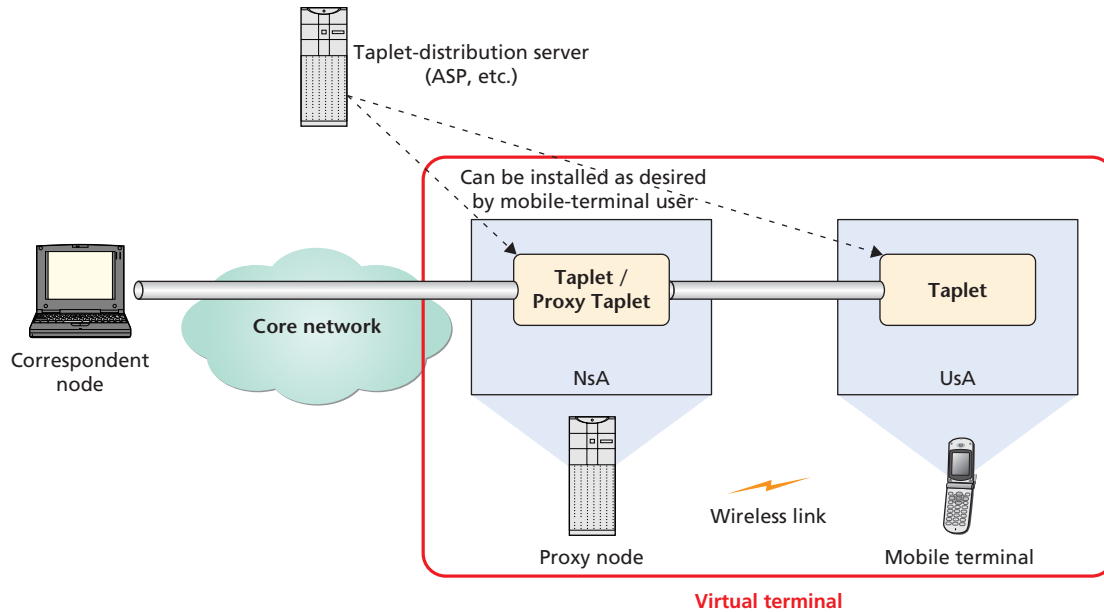 Taplet-distribution server
(ASP, etc.)
Can be installed as desired
by mobile-terminal user
Taplet /
Proxy Taplet
Taplet
Core network
Correspondent
node
NsA
UsA
Wireless link
Proxy node
Mobile terminal
Virtual terminal